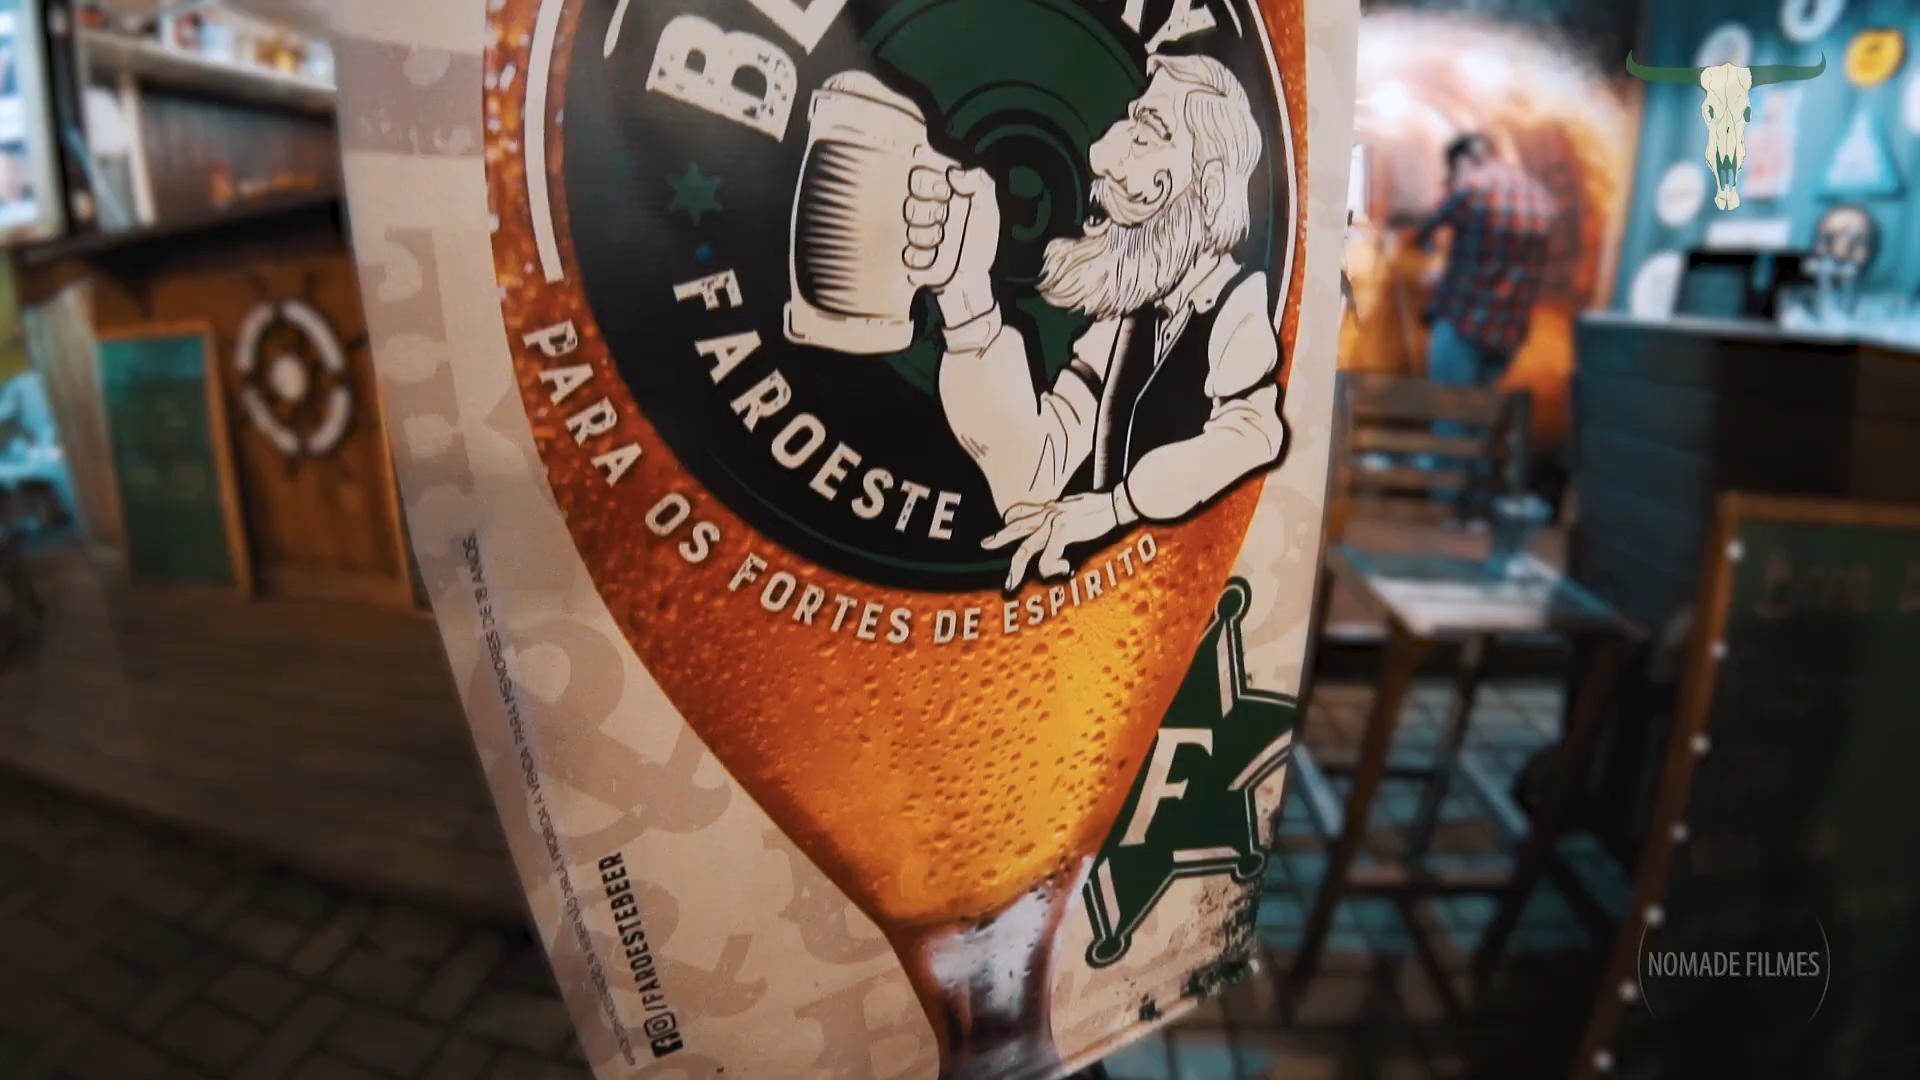 FAROESTE
PARA OS FORTES DE ESPÍRITO
F
/FAROESTEBEER
NOMADE FILMES